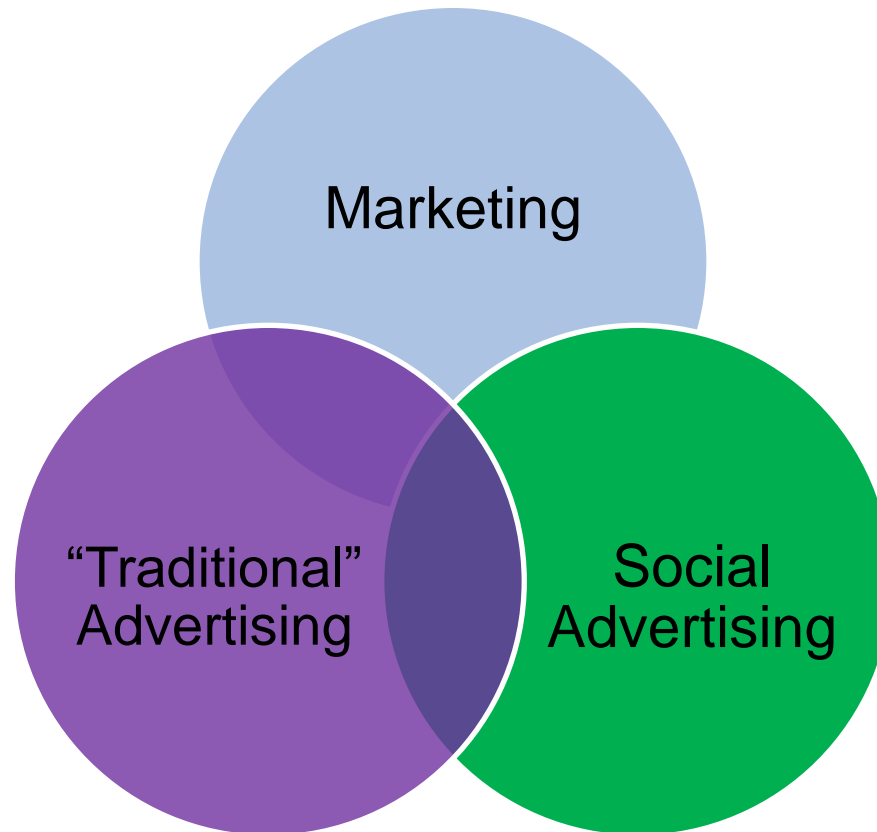 Marketing
“Traditional”
Advertising
Social
Advertising